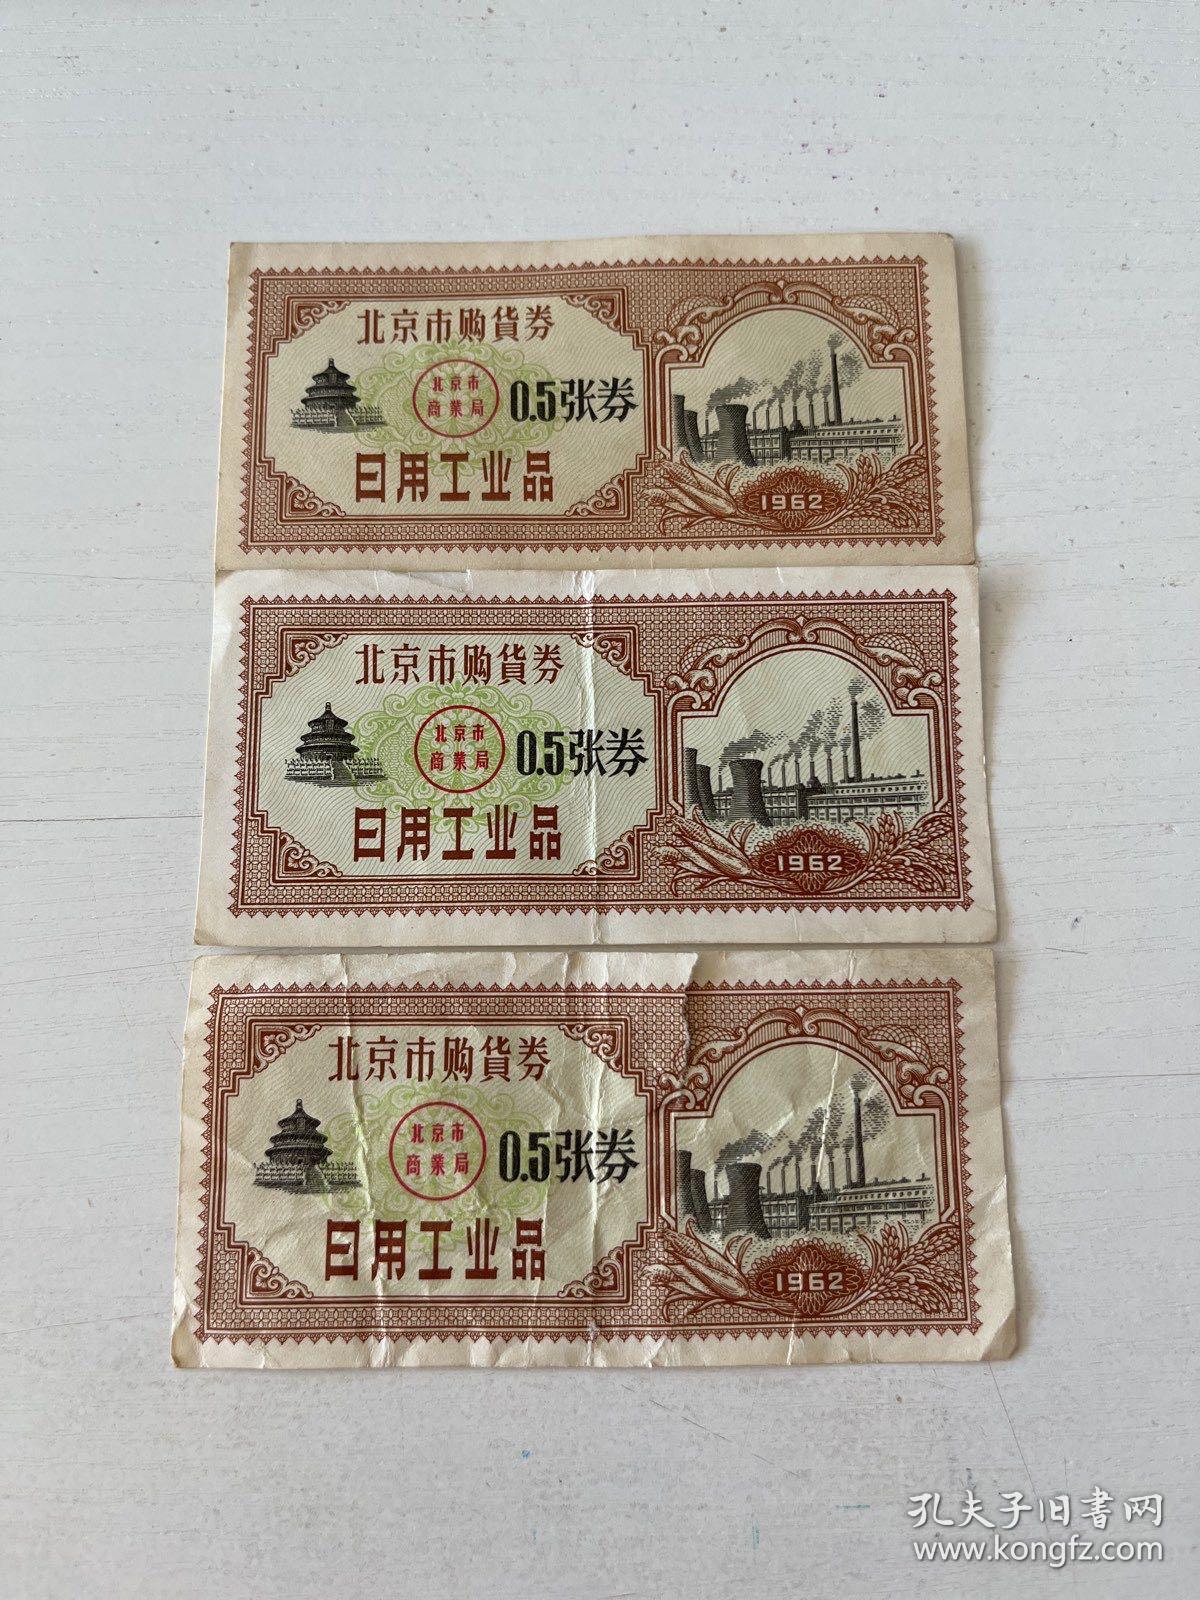 北京市购貨券
北京市
商業局
0.5张券
日用工业品
1962
北京市购貨券
北京市
商業局
0.5张券
日用工业品
1962
北京市购貨券
北京市
商業局
0.5张券
日用工业品
1962
孔夫子旧书网
www.kongfz.com